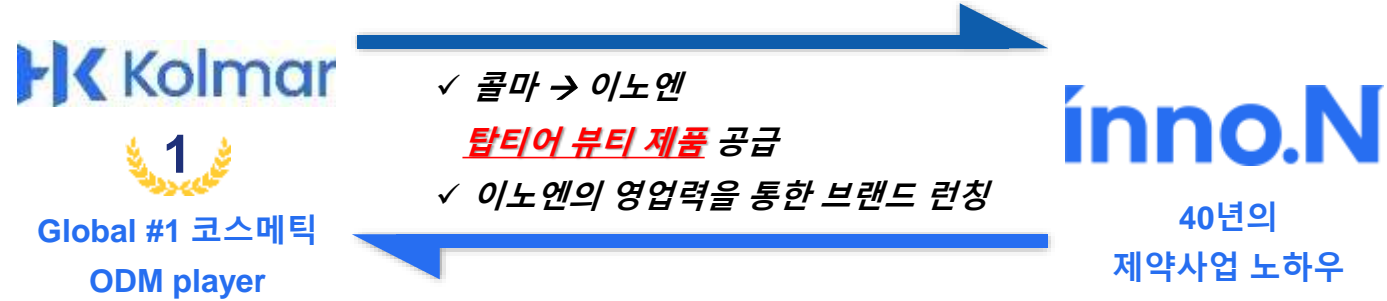 HK Kolmar
1
Global #1 코스메틱
ODM player
✓ 콜마 → 이노엔
탑티어 뷰티 제품 공급
✓ 이노엔의 영업력을 통한 브랜드 런칭
inno.N
40년의
제약사업 노하우